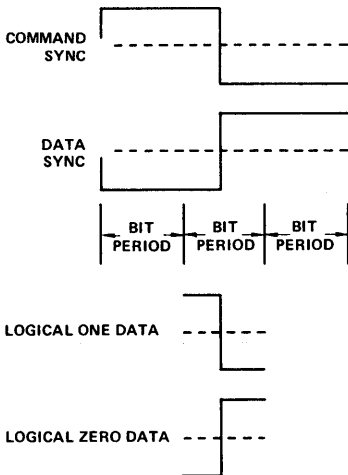 COMMAND
SYNC
DATA
SYNC
BIT
PERIOD
BIT
PERIOD
BIT
PERIOD
LOGICAL ONE DATA
LOGICAL ZERO DATA